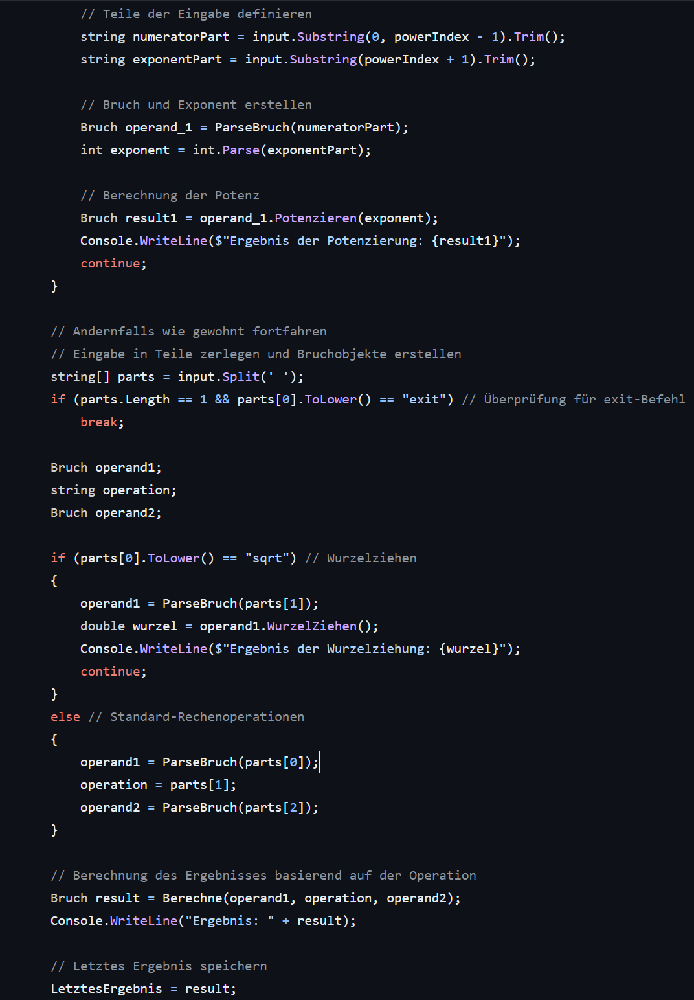 // Teile der Eingabe definieren
string numeratorPart = input.Substring(0, powerIndex - 1).Trim();
string exponentPart = input.Substring(powerIndex + 1).Trim();
// Bruch und Exponent erstellen
Bruch operand_1 = ParseBruch(numeratorPart);
int exponent = int.Parse(exponentPart);
// Berechnung der Potenz
Bruch result1 = operand_1.Potenzieren(exponent);
Console.WriteLine($"Ergebnis der Potenzierung: {result1}");
continue;
}
// Andernfalls wie gewohnt fortfahren
// Eingabe in Teile zerlegen und Bruchobjekte erstellen
string[] parts = input.Split(' ');
if (parts.Length == 1 && parts[0].ToLower() == "exit") // Überprüfung für exit-Befehl
break;
Bruch operand1;
string operation;
Bruch operand2;
if (parts[0].ToLower() == "sqrt") // Wurzelziehen
{
operand1 = ParseBruch(parts[1]);
double wurzel = operand1.WurzelZiehen();
Console.WriteLine($"Ergebnis der Wurzelziehung: {wurzel}");
continue;
}
else // Standard-Rechenoperationen
{
operand1 = ParseBruch(parts[0]);
operation = parts[1];
operand2 = ParseBruch(parts[2]);
}
// Berechnung des Ergebnisses basierend auf der Operation
Bruch result = Berechne(operand1, operation, operand2);
Console.WriteLine("Ergebnis: " + result);
// Letztes Ergebnis speichern
LetztesErgebnis = result;